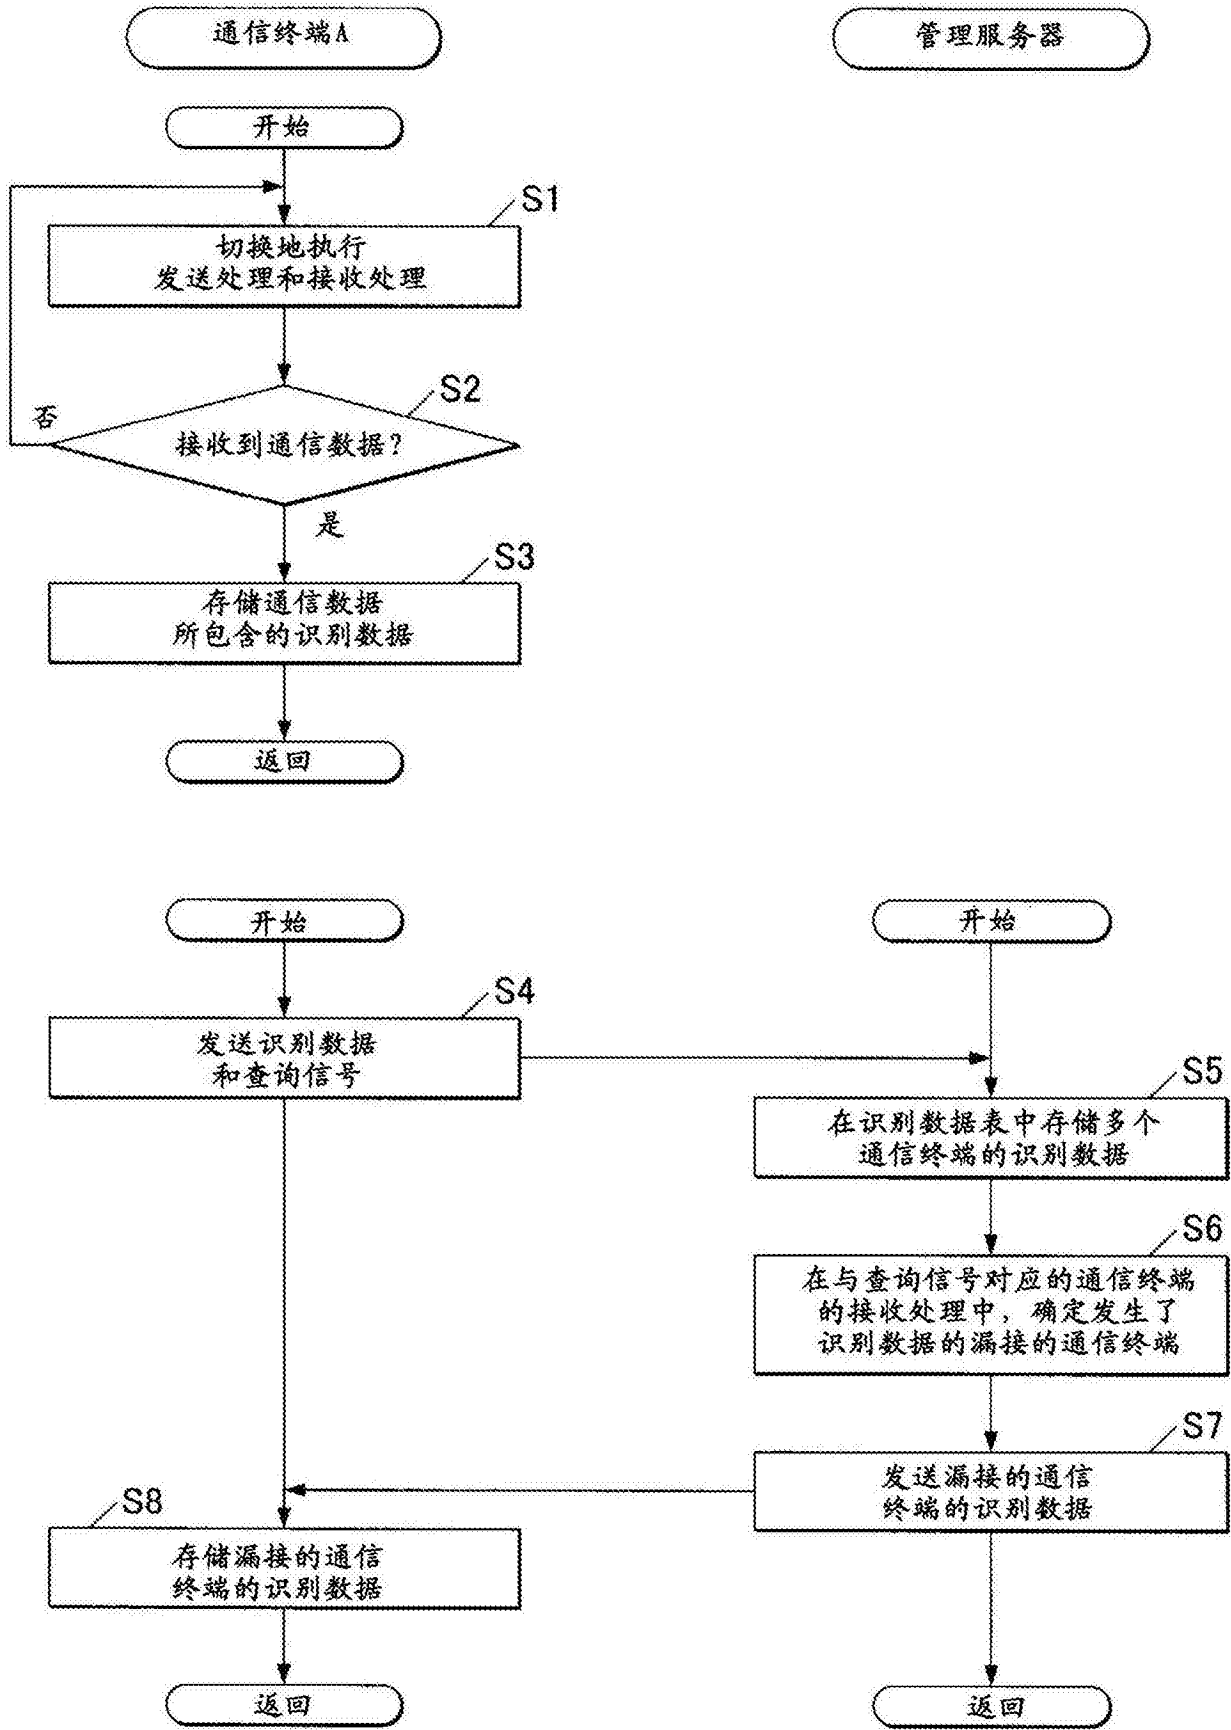 通信终端A
管理服务器
开始
S1
切换地执行
发送处理和接收处理
S2
否
接收到通信数据？
是
S3
存储通信数据
所包含的识别数据
返回
开始
开始
S4
发送识别数据
和查询信号
S5
在识别数据表中存储多个
通信终端的识别数据
S6
在与查询信号对应的通信终端
的接收处理中，确定发生了
识别数据的漏接的通信终端
S7
发送漏接的通信
终端的识别数据
S8
存储漏接的通信
终端的识别数据
返回
返回